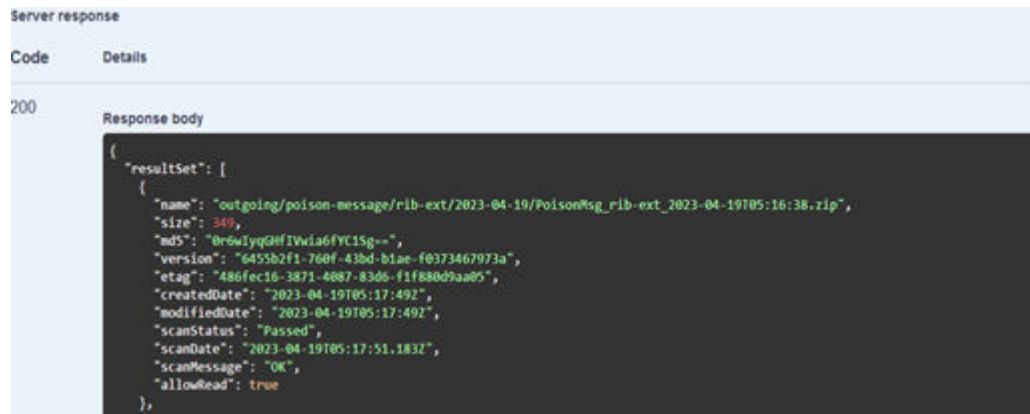 Server response
Code Details
200
Response body
{
"resultSet": [
{
"name": "outgoing/poison-message/rib-ext/2023-04-19/PoisonMsg_rib-ext_2023-04-19T05:16:38.zip",
"size": 349,
"md5": "0r6wIyqGHfIVwia6fYC1Sg==",
"version": "6455b2f1-760f-43bd-b1ae-f0373467973a",
"etag": "486fec16-3871-4087-83d6-f1f880d9aa05",
"createdDate": "2023-04-19T05:17:49Z",
"modifiedDate": "2023-04-19T05:17:49Z",
"scanStatus": "Passed",
"scanDate": "2023-04-19T05:17:51.183Z",
"scanMessage": "OK",
"allowRead": true
},